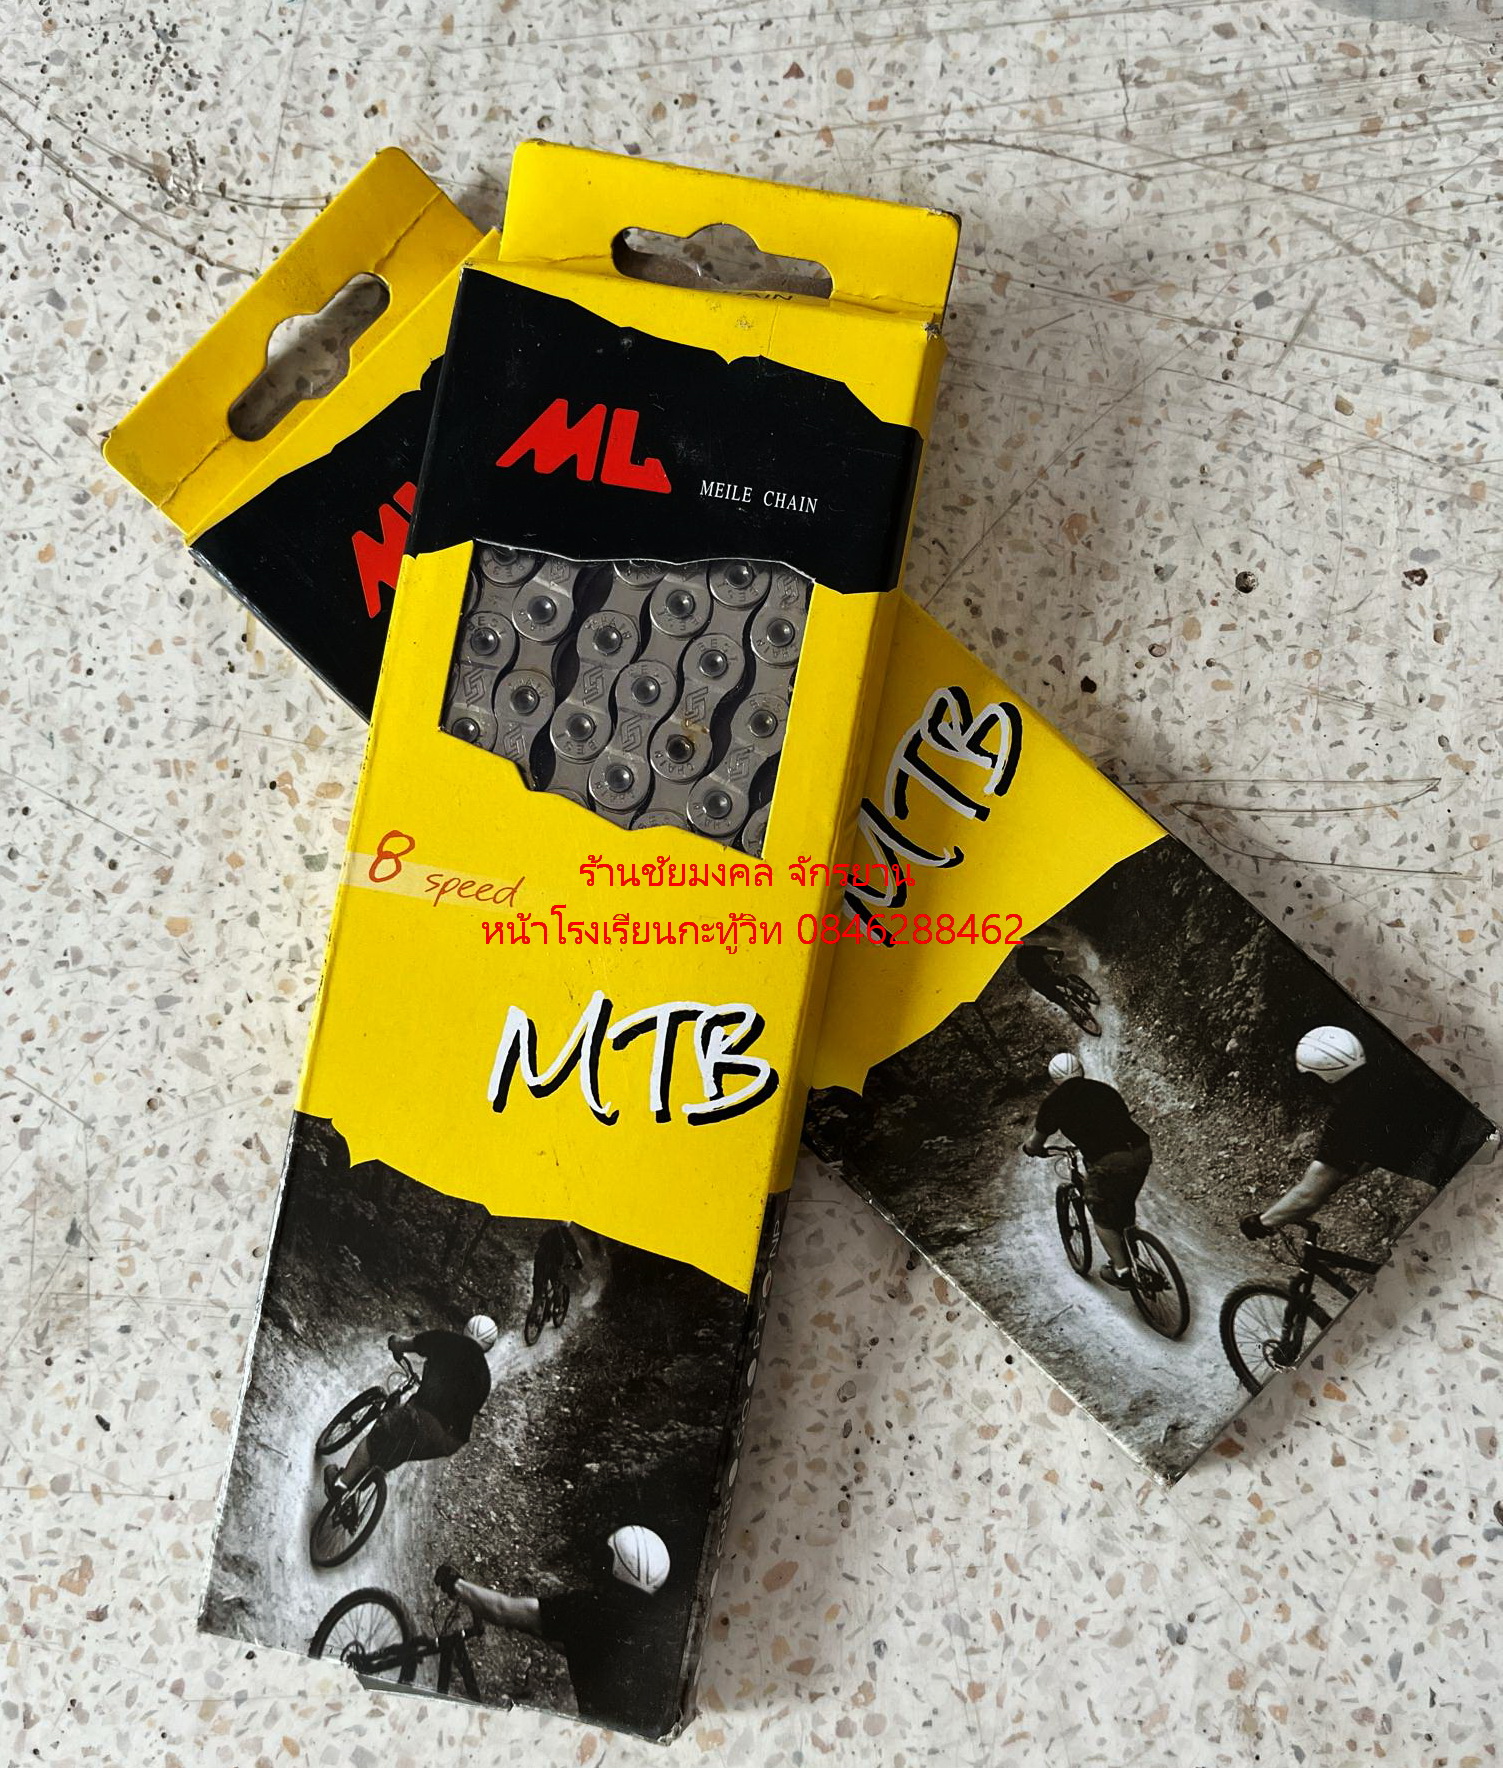 CHAIN
ML
MEILE CHAIN
8 speed
ร้านชัยมงคล จักรยาน
หน้าโรงเรียนกะทู้วิท 0846288462
MTB
MTB